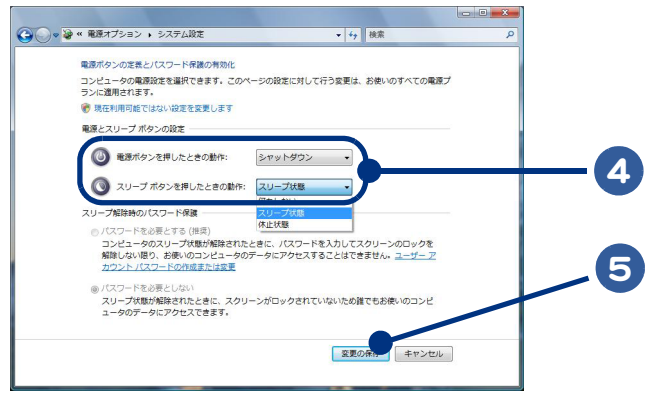 « 電源オプション ▸ システム設定
検索
電源ボタンの定義とパスワード保護の有効化
コンピュータの電源設定を選択できます。このページの設定に対して行う変更は、お使いのすべての電源プ
ランに適用されます。
現在利用可能ではない設定を変更します
電源とスリープ ボタンの設定
電源ボタンを押したときの動作:
シャットダウン
4
スリープ ボタンを押したときの動作:
スリープ状態
スリープ状態
休止状態
スリープ解除時のパスワード保護
パスワードを必要とする (推奨)
コンピュータのスリープ状態が解除されたときに、パスワードを入力してスクリーンのロックを
解除しない限り、お使いのコンピュータのデータにアクセスすることはできません。ユーザー ア
カウント パスワードの作成または変更
5
パスワードを必要としない
スリープ状態が解除されたときに、スクリーンがロックされていないため誰でもお使いのコンピ
ュータのデータにアクセスできます。
変更の保存
キャンセル